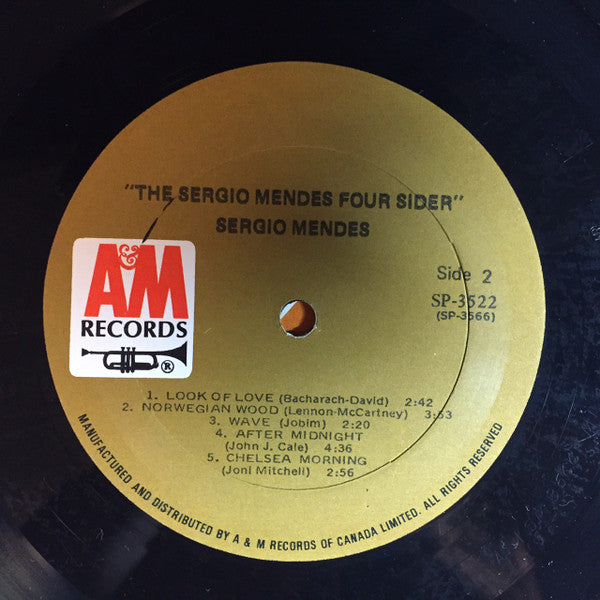 "THE SERGIO MENDES FOUR SIDER"
SERGIO MENDES
A&M
RECORDS
®
Side 2
SP-3522
(SP-3566)
1. LOOK OF LOVE (Bacharach-David) 2:42
2. NORWEGIAN WOOD (Lennon-McCartney) 3:53
3. WAVE (Jobim) 2:20
4. AFTER MIDNIGHT
(John J. Cale) 4:36
5. CHELSEA MORNING
(Joni Mitchell) 2:56
MANUFACTURED AND DISTRIBUTED BY A & M RECORDS OF CANADA LIMITED. ALL RIGHTS RESERVED